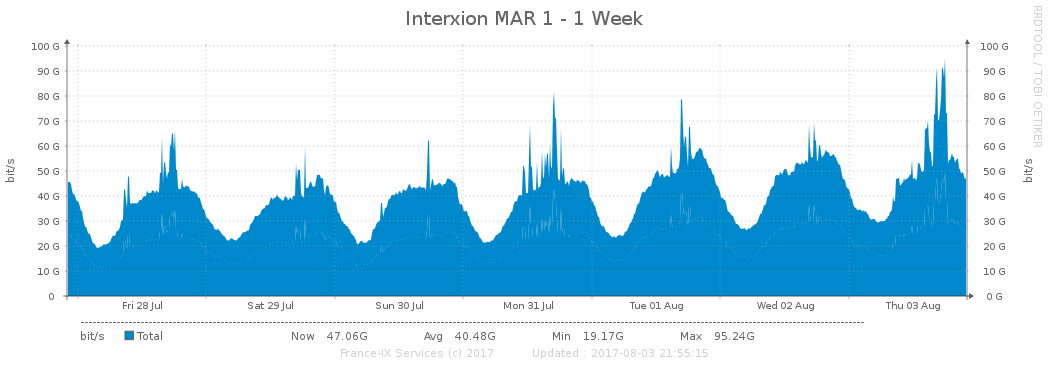 Interxion MAR 1 - 1 Week
RRDTOOL / TOBI OETIKER
bit/s
bit/s
100 G 100 G
90 G 90 G
80 G 80 G
70 G 70 G
60 G 60 G
50 G 50 G
40 G 40 G
30 G 30 G
20 G 20 G
10 G 10 G
0 0 G
Fri 28 Jul Sat 29 Jul Sun 30 Jul Mon 31 Jul Tue 01 Aug Wed 02 Aug Thu 03 Aug
bit/s Total Now 47.06G Avg 40.48G Min 19.17G Max 95.24G
France-IX Services (c) 2017 Updated : 2017-08-03 21:55:15